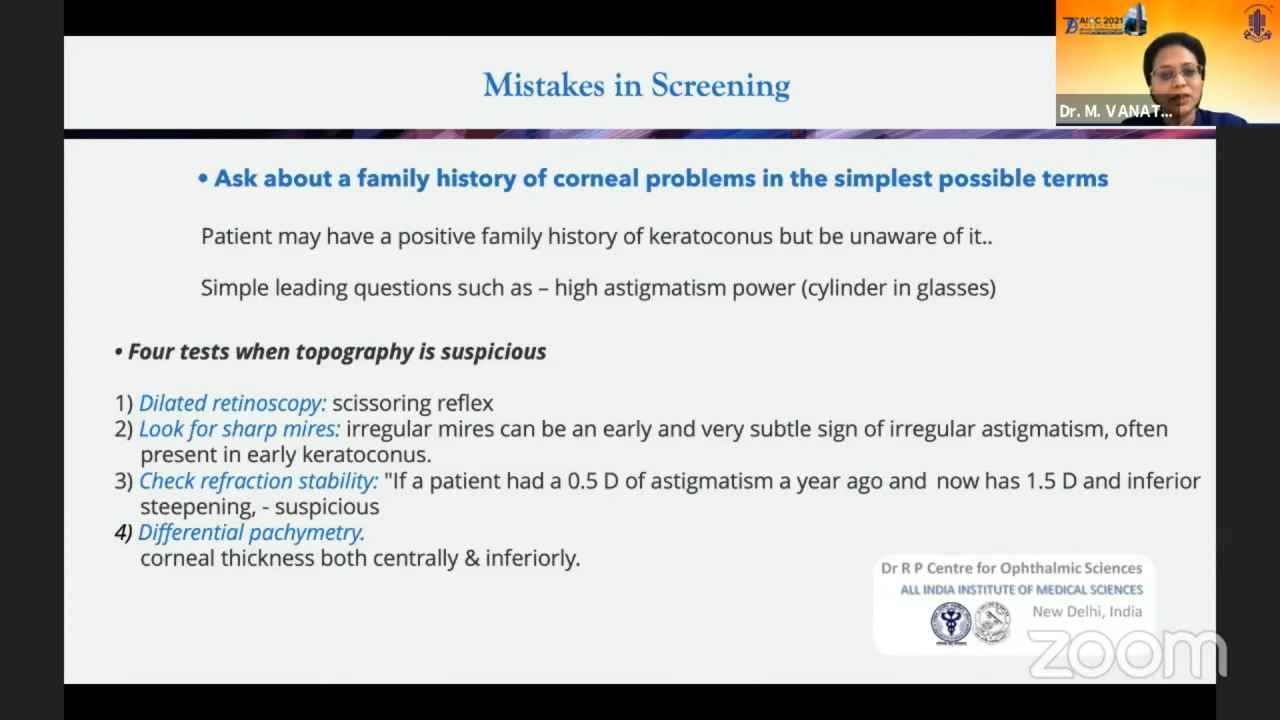 AIOC 2021
Dr. M. VANAT...
Mistakes in Screening
• Ask about a family history of corneal problems in the simplest possible terms
Patient may have a positive family history of keratoconus but be unaware of it..
Simple leading questions such as – high astigmatism power (cylinder in glasses)
• Four tests when topography is suspicious
1) Dilated retinoscopy: scissoring reflex
2) Look for sharp mires: irregular mires can be an early and very subtle sign of irregular astigmatism, often
present in early keratoconus.
3) Check refraction stability: "If a patient had a 0.5 D of astigmatism a year ago and now has 1.5 D and inferior
steepening, - suspicious
4) Differential pachymetry.
corneal thickness both centrally & inferiorly.
Dr R P Centre for Ophthalmic Sciences
ALL INDIA INSTITUTE OF MEDICAL SCIENCES
New Delhi, India
zoom